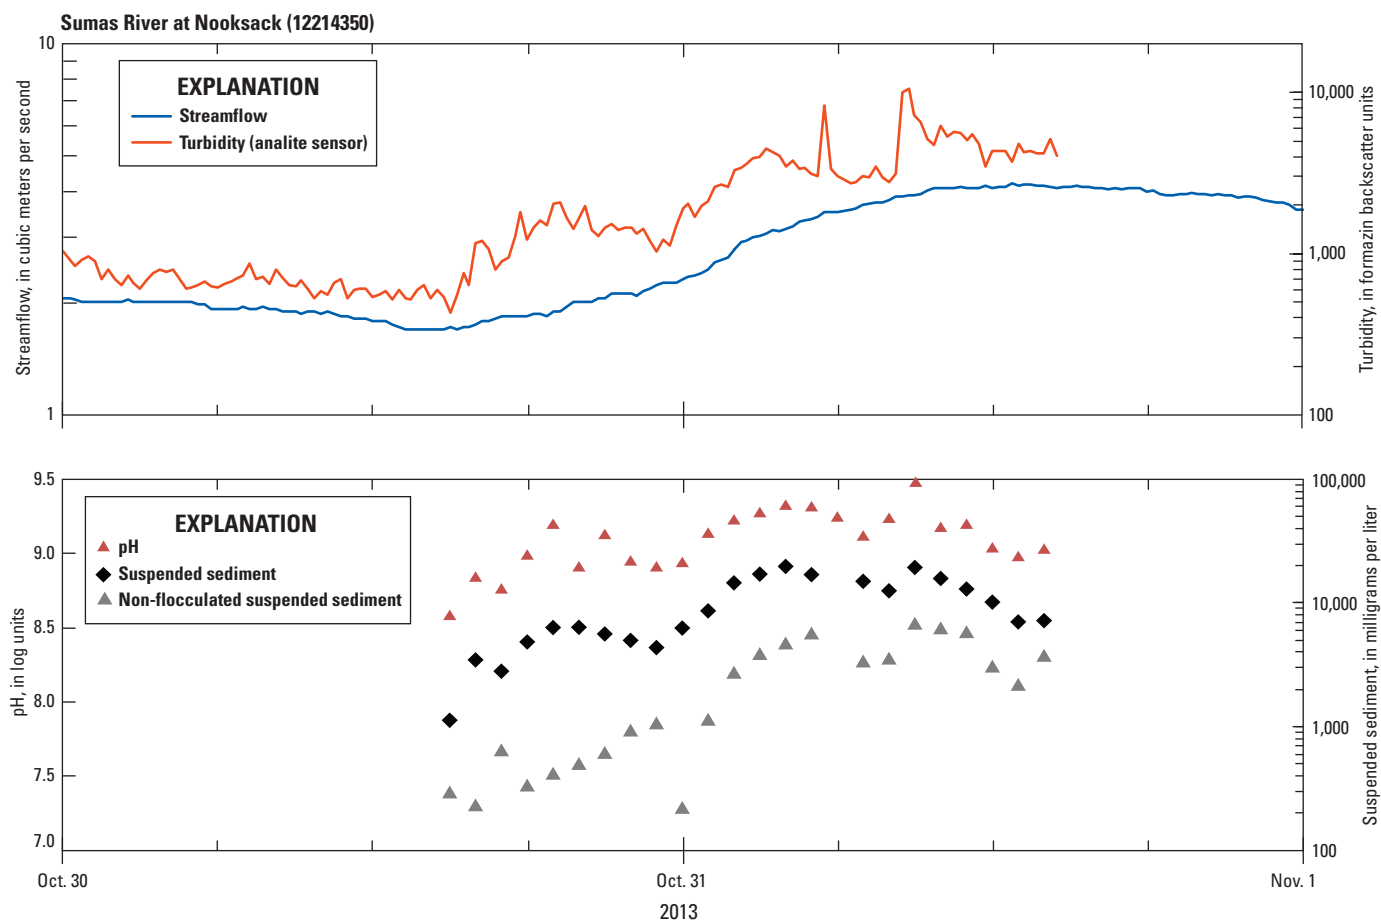 Sumas River at Nooksack (12214350)
10
1
Streamflow, in cubic meters per second
EXPLANATION
Streamflow
Turbidity (analite sensor)
10,000
1,000
100
Turbidity, in formazin backscatter units
9.5
9.0
8.5
8.0
7.5
7.0
pH, in log units
EXPLANATION
pH
Suspended sediment
Non-flocculated suspended sediment
100,000
10,000
1,000
100
Suspended sediment, in milligrams per liter
Oct. 30
Oct. 31
Nov. 1
2013